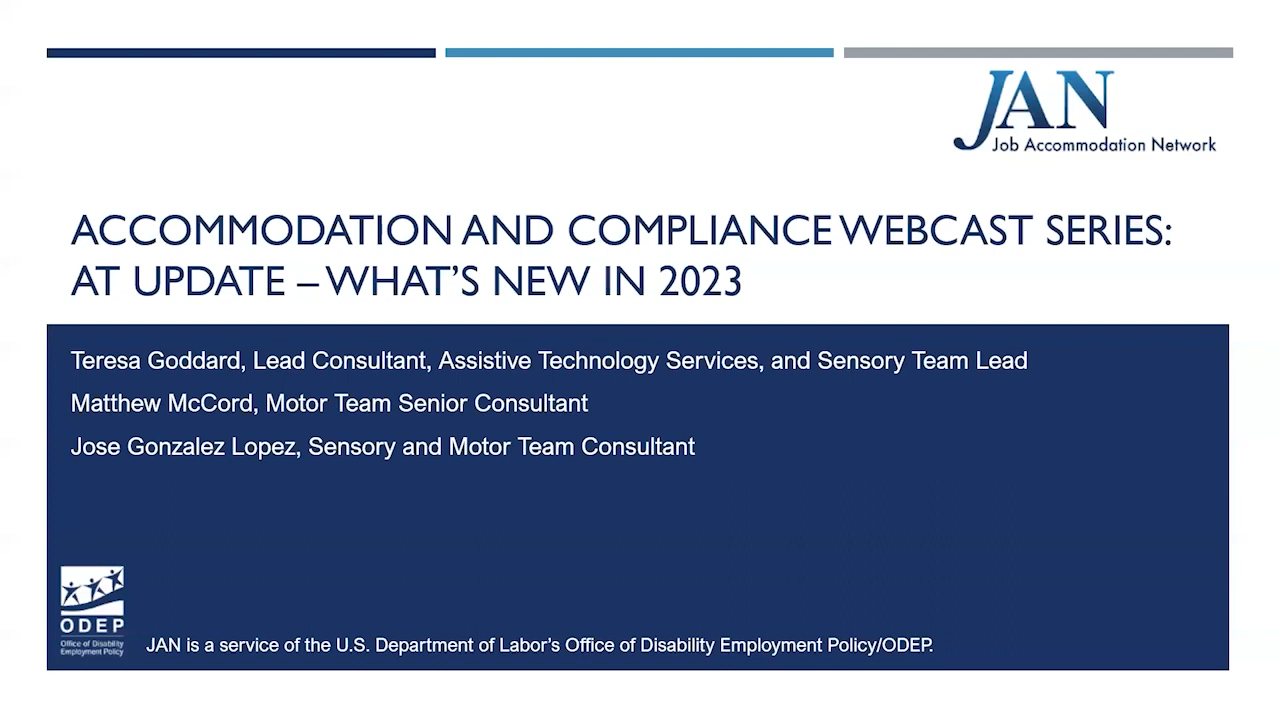 JAN
Job Accommodation Network
ACCOMMODATION AND COMPLIANCE WEBCAST SERIES:
AT UPDATE – WHAT'S NEW IN 2023
Teresa Goddard, Lead Consultant, Assistive Technology Services, and Sensory Team Lead
Matthew McCord, Motor Team Senior Consultant
Jose Gonzalez Lopez, Sensory and Motor Team Consultant
ODEP
Office of Disability
Employment Policy
JAN is a service of the U.S. Department of Labor's Office of Disability Employment Policy/ODEP.